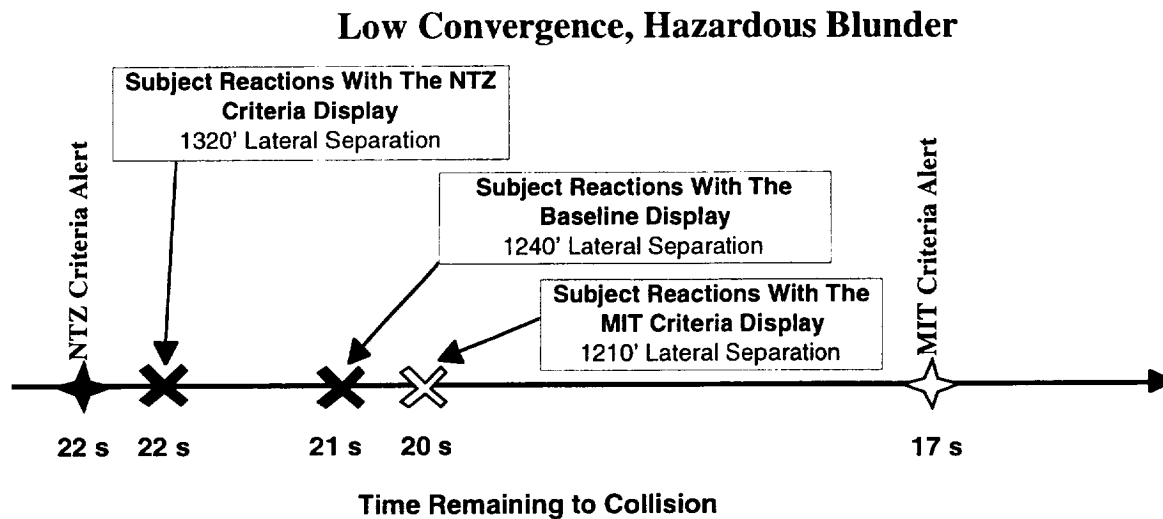 Low Convergence, Hazardous Blunder
Subject Reactions With The NTZ
Criteria Display
1320' Lateral Separation
NTZ Criteria Alert
Subject Reactions With The
Baseline Display
1240' Lateral Separation
Subject Reactions With The
MIT Criteria Display
1210' Lateral Separation
MIT Criteria Alert
22 s 22 s 21 s 20 s 17 s
Time Remaining to Collision